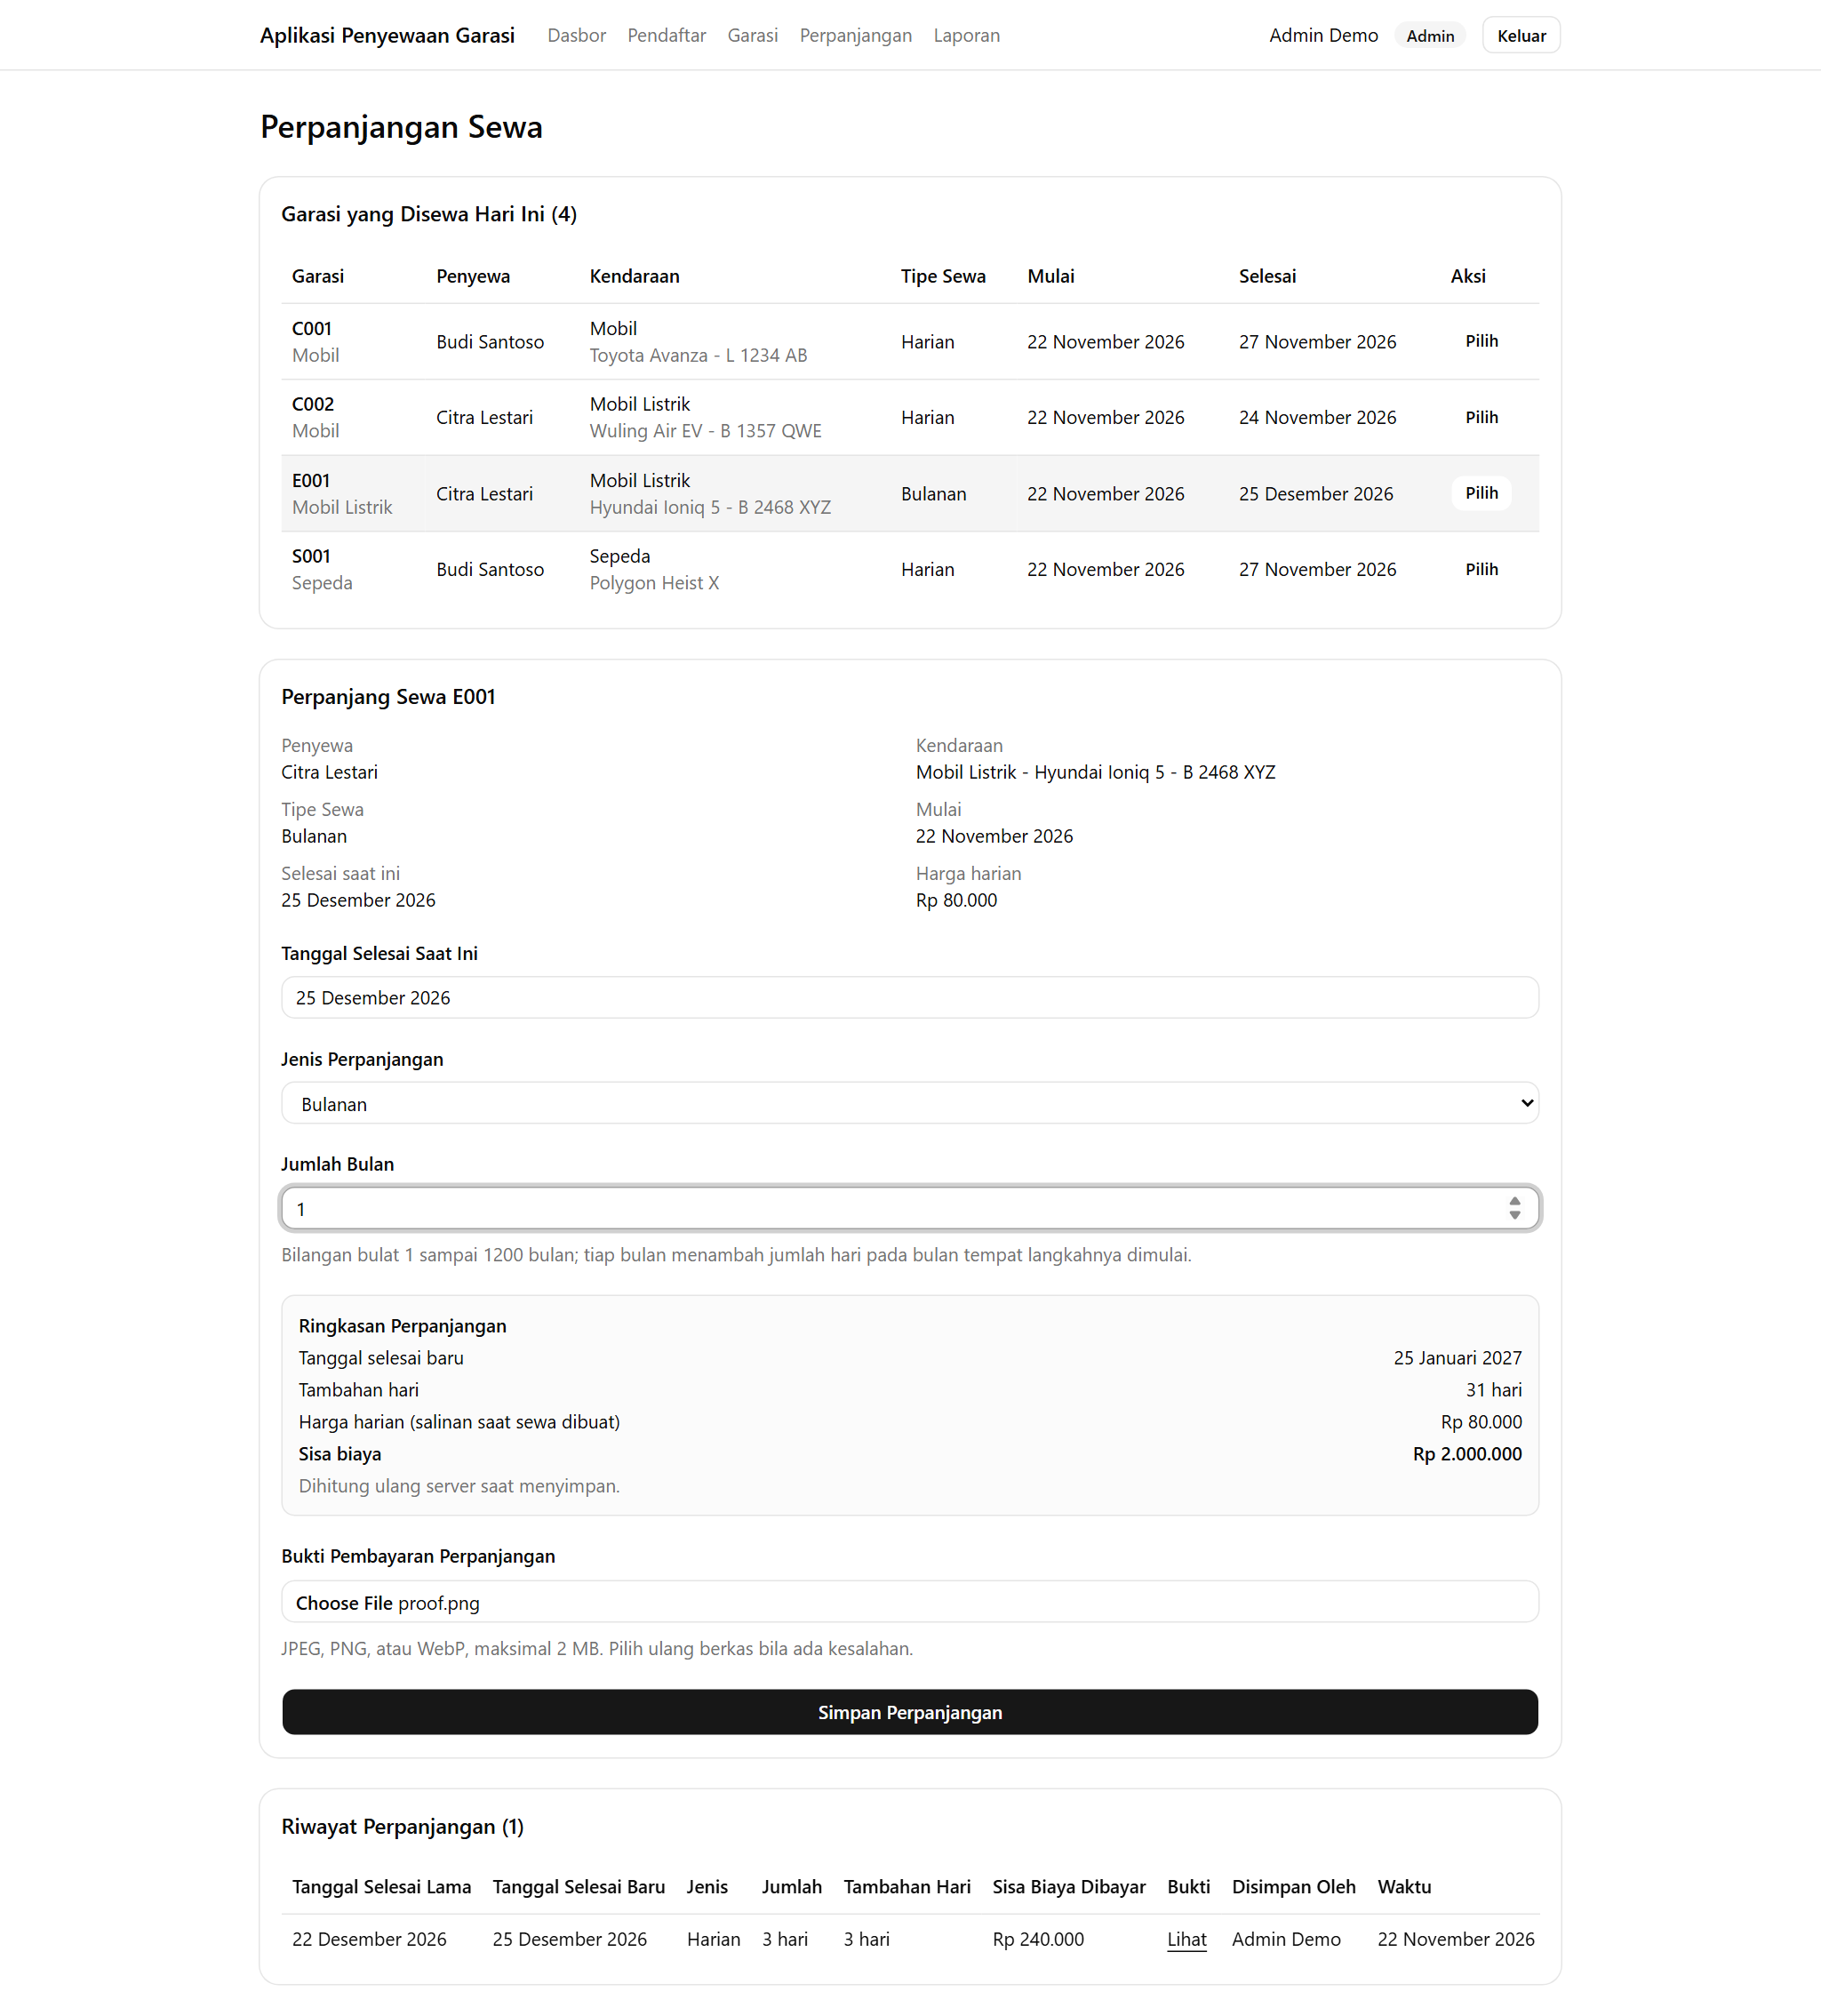 Aplikasi Penyewaan Garasi Dasbor Pendaftar Garasi Perpanjangan Laporan Admin Demo Admin Keluar
Perpanjangan Sewa
Garasi yang Disewa Hari Ini (4)
Garasi Penyewa Kendaraan Tipe Sewa Mulai Selesai Aksi
C001
Mobil
Budi Santoso
Mobil
Toyota Avanza - L 1234 AB
Harian 22 November 2026 27 November 2026 Pilih
C002
Mobil
Citra Lestari
Mobil Listrik
Wuling Air EV - B 1357 QWE
Harian 22 November 2026 24 November 2026 Pilih
E001
Mobil Listrik
Citra Lestari
Mobil Listrik
Hyundai Ioniq 5 - B 2468 XYZ
Bulanan 22 November 2026 25 Desember 2026 Pilih
S001
Sepeda
Budi Santoso
Sepeda
Polygon Heist X
Harian 22 November 2026 27 November 2026 Pilih
Perpanjang Sewa E001
Penyewa
Citra Lestari
Kendaraan
Mobil Listrik - Hyundai Ioniq 5 - B 2468 XYZ
Tipe Sewa
Bulanan
Mulai
22 November 2026
Selesai saat ini
25 Desember 2026
Harga harian
Rp 80.000
Tanggal Selesai Saat Ini
25 Desember 2026
Jenis Perpanjangan
Bulanan
Jumlah Bulan
1
Bilangan bulat 1 sampai 1200 bulan; tiap bulan menambah jumlah hari pada bulan tempat langkahnya dimulai.
Ringkasan Perpanjangan
Tanggal selesai baru 25 Januari 2027
Tambahan hari 31 hari
Harga harian (salinan saat sewa dibuat) Rp 80.000
Sisa biaya Rp 2.000.000
Dihitung ulang server saat menyimpan.
Bukti Pembayaran Perpanjangan
Choose File proof.png
JPEG, PNG, atau WebP, maksimal 2 MB. Pilih ulang berkas bila ada kesalahan.
Simpan Perpanjangan
Riwayat Perpanjangan (1)
Tanggal Selesai Lama Tanggal Selesai Baru Jenis Jumlah Tambahan Hari Sisa Biaya Dibayar Bukti Disimpan Oleh Waktu
22 Desember 2026 25 Desember 2026 Harian 3 hari 3 hari Rp 240.000 Lihat Admin Demo 22 November 2026